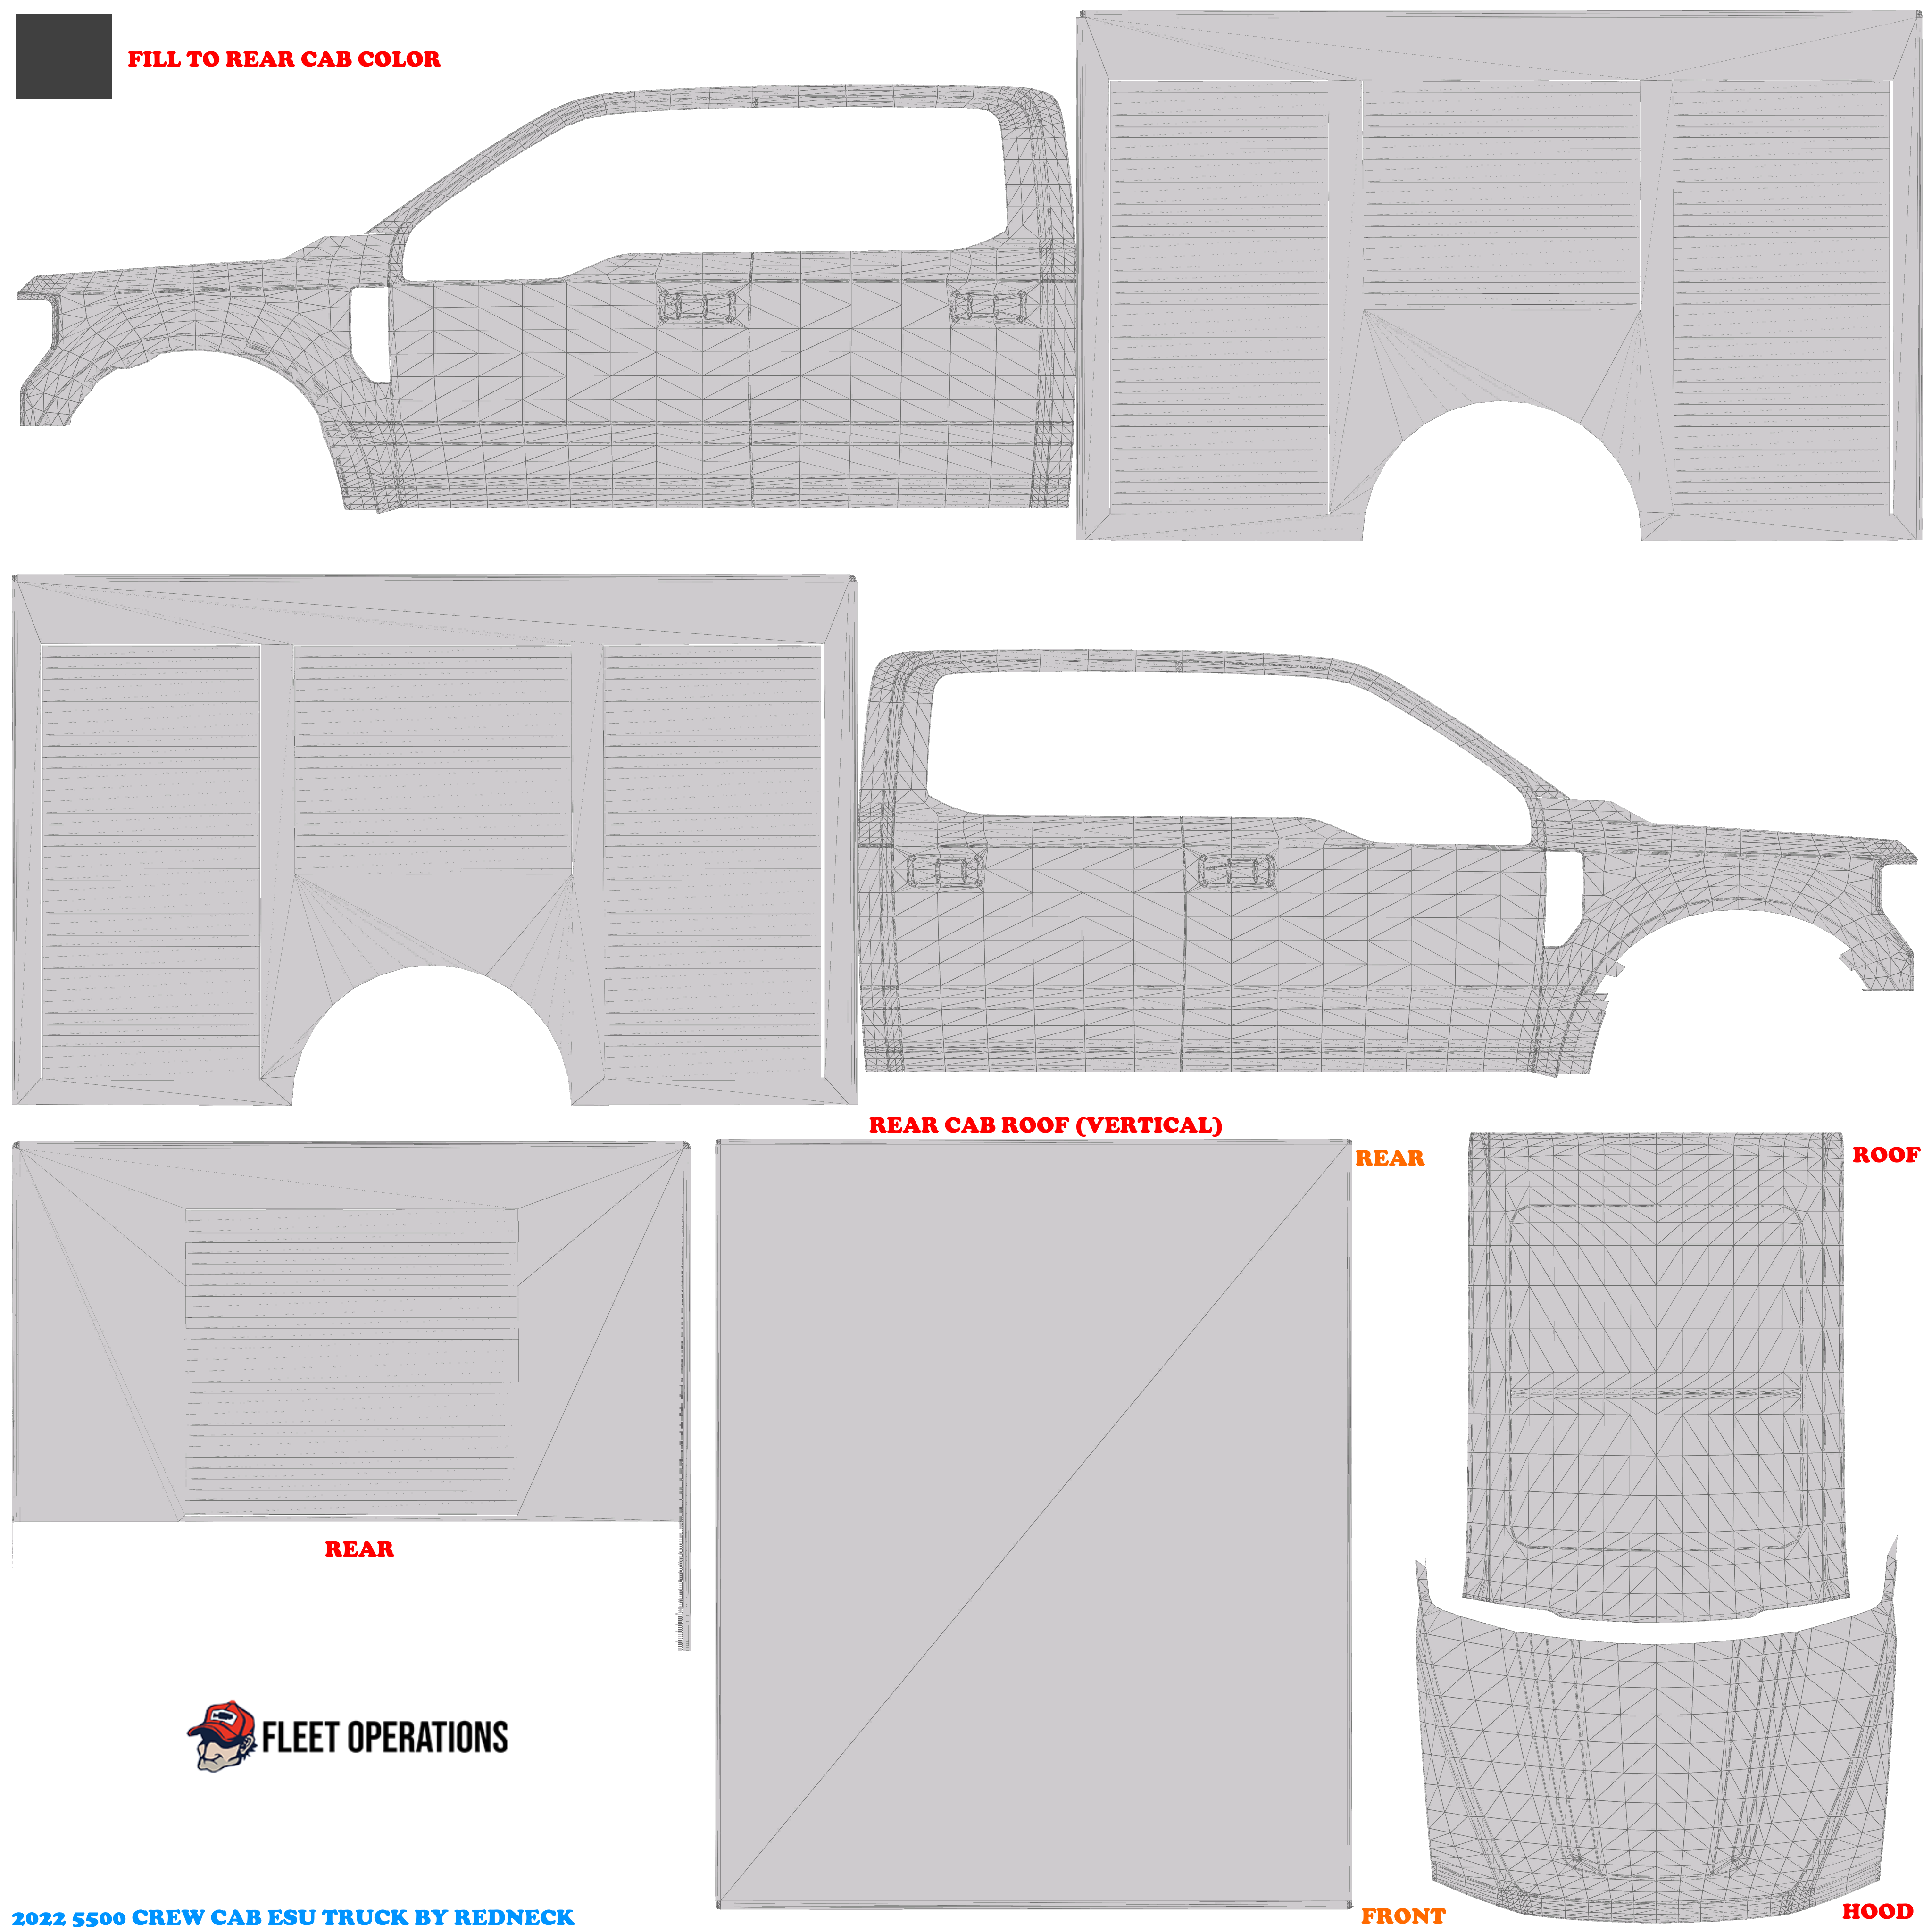 FILL TO REAR CAB COLOR
REAR CAB ROOF (VERTICAL)
REAR
ROOF
REAR
FLEET OPERATIONS
2022 5500 CREW CAB ESU TRUCK BY REDNECK
FRONT
HOOD